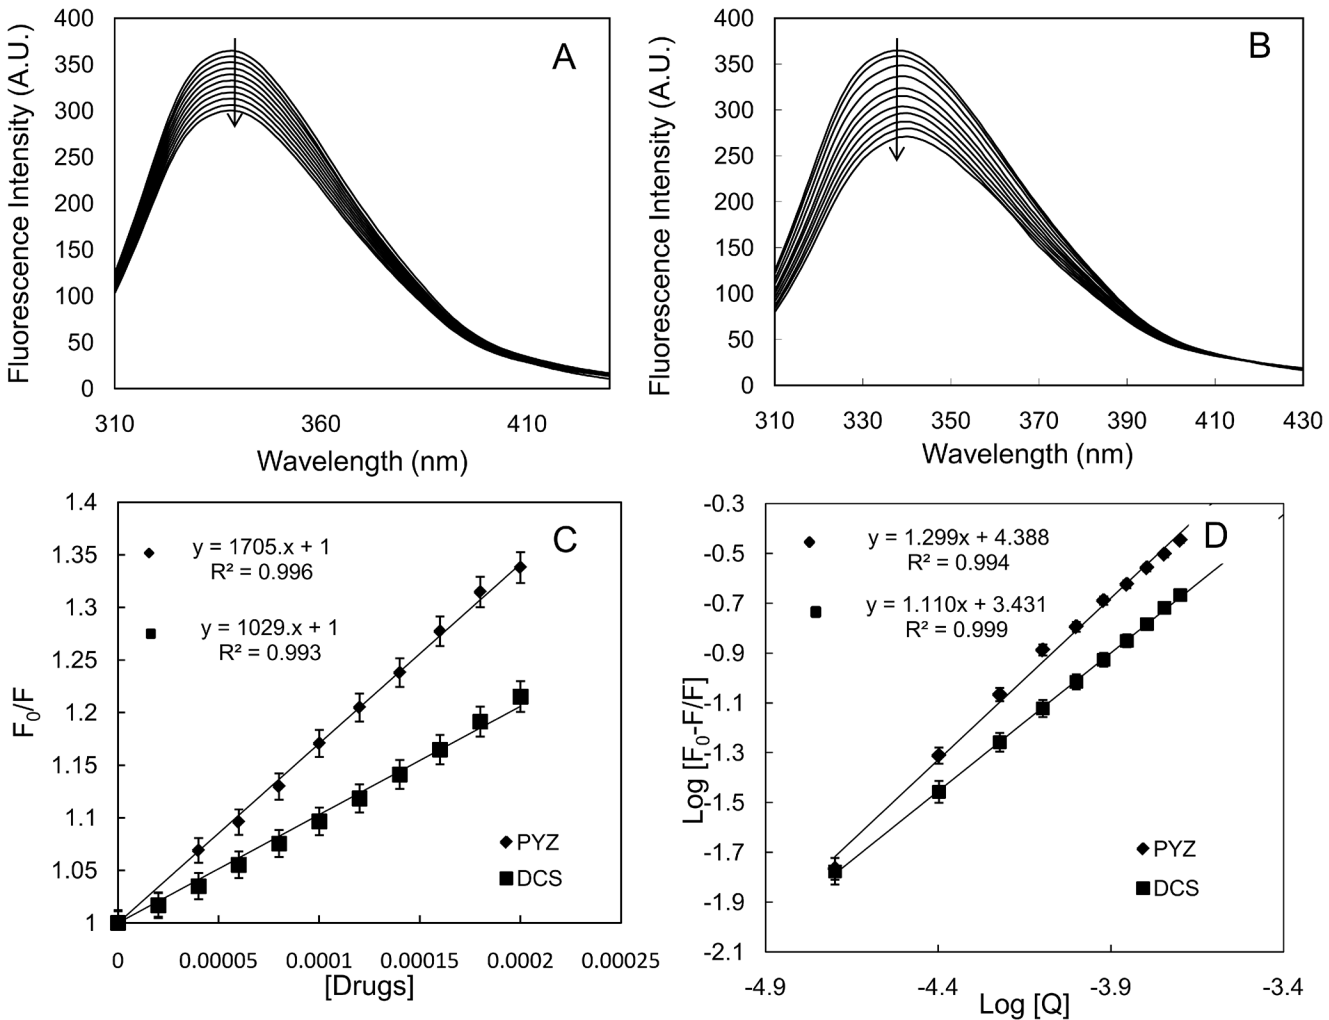 A
Fluorescence Intensity (A.U.)
400
350
300
250
200
150
100
50
0
310
360
410
Wavelength (nm)
B
Fluorescence Intensity (A.U.)
400
350
300
250
200
150
100
50
0
310
330
350
370
390
410
430
Wavelength (nm)
C
F₀/F
1.4
1.35
1.3
1.25
1.2
1.15
1.1
1.05
1
y = 1705.x + 1
R² = 0.996
y = 1029.x + 1
R² = 0.993
PYZ
DCS
0
0.00005
0.0001
0.00015
0.0002
0.00025
[Drugs]
D
Log [F₀-F/F]
-0.3
-0.5
-0.7
-0.9
-1.1
-1.3
-1.5
-1.7
-1.9
-2.1
y = 1.299x + 4.388
R² = 0.994
y = 1.110x + 3.431
R² = 0.999
PYZ
DCS
-4.9
-4.4
-3.9
-3.4
Log [Q]